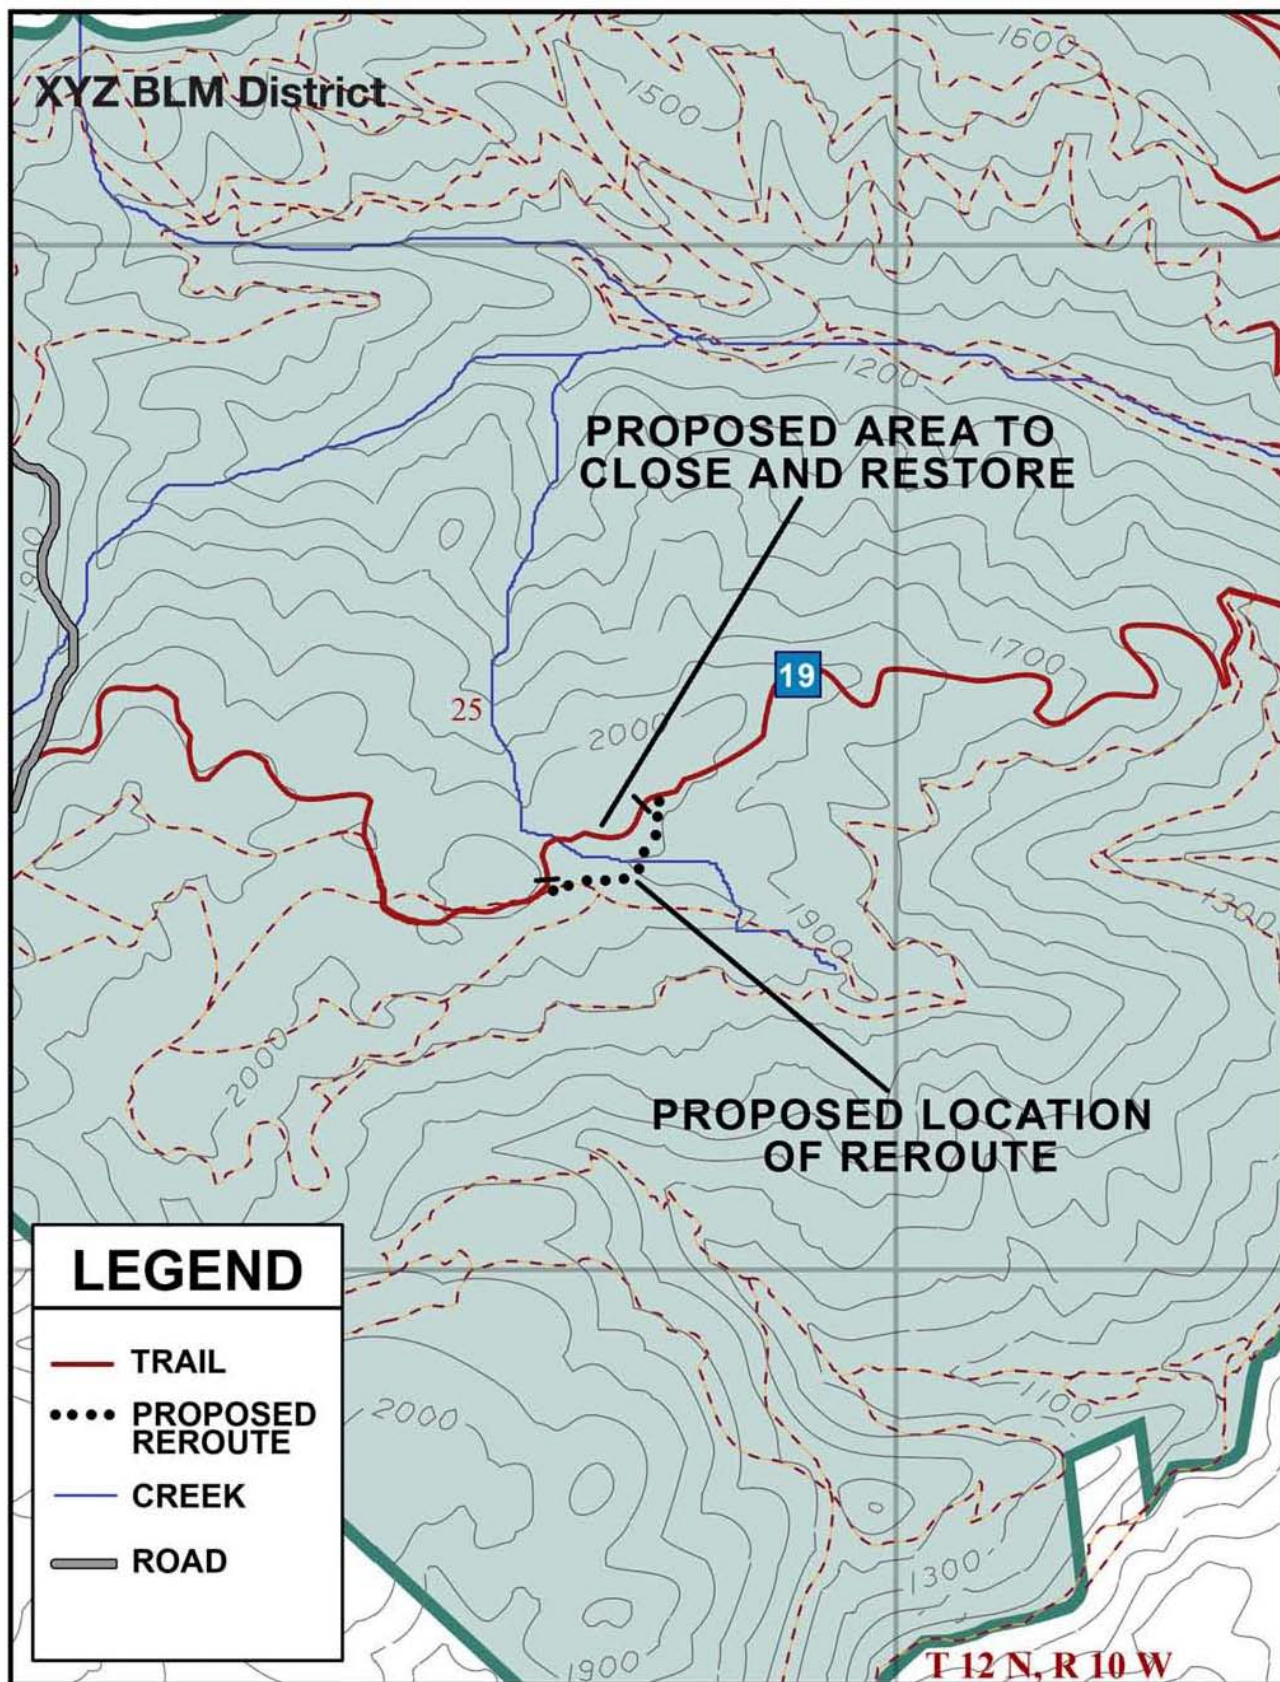 1600
XYZ BLM District
1500
1200
PROPOSED AREA TO
CLOSE AND RESTORE
1900
1700
19
25
2000
1300
1900
2000
PROPOSED LOCATION
OF REROUTE
LEGEND
TRAIL
PROPOSED
REROUTE
CREEK
ROAD
1100
2000
1300
1900
T 12 N, R 10 W